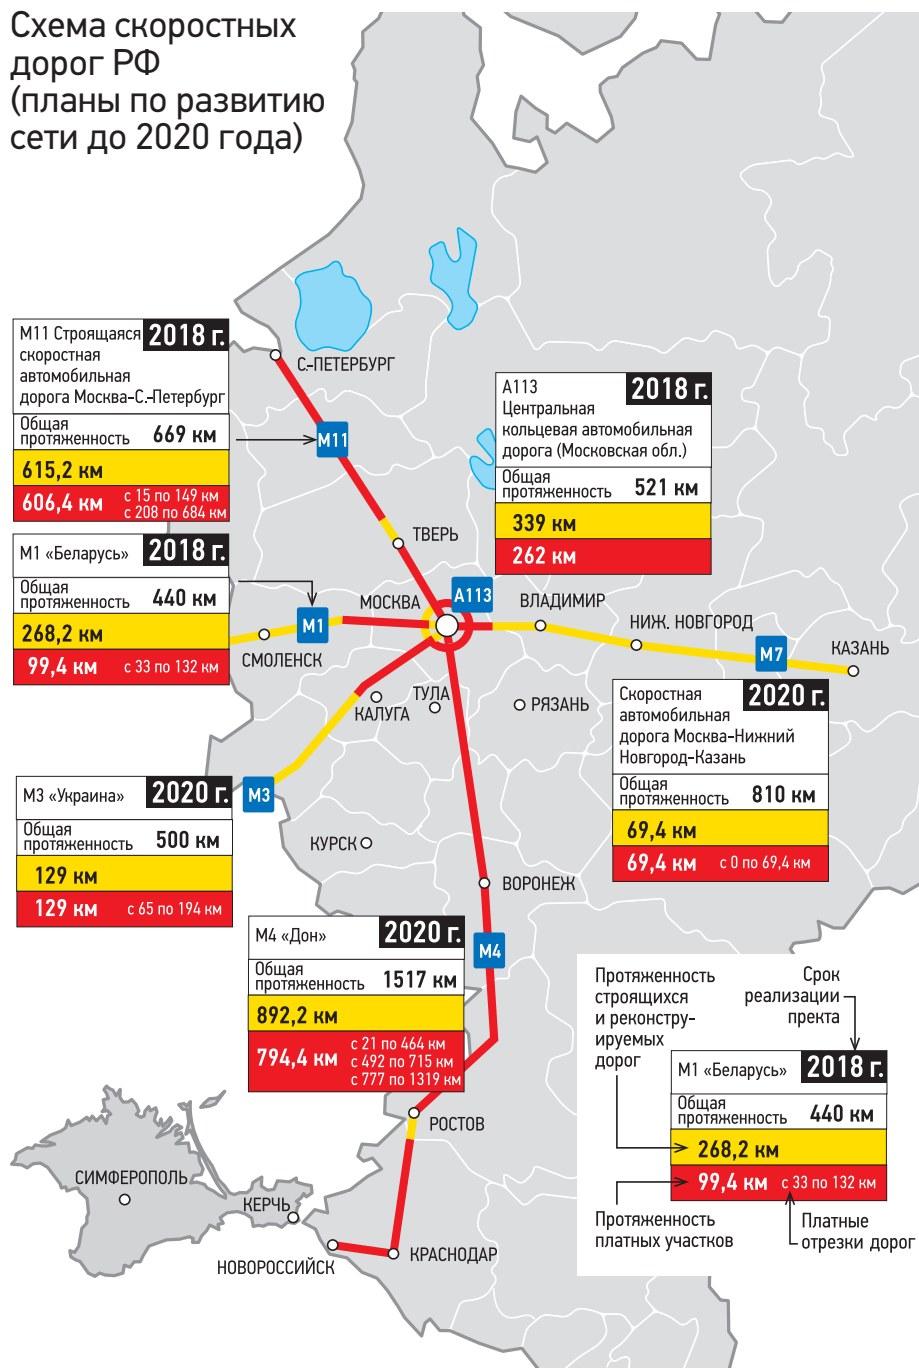 Схема скоростных
дорог РФ
(планы по развитию
сети до 2020 года)
М11 Строящаяся
скоростная
автомобильная
дорога Москва-С.-Петербург
2018 г.
Общая
протяженность
669 км
615,2 км
606,4 км
с 15 по 149 км
с 208 по 684 км
С.-ПЕТЕРБУРГ
М11
А113
Центральная
кольцевая автомобильная
дорога (Московская обл.)
2018 г.
Общая
протяженность
521 км
339 км
262 км
М1 «Беларусь»
2018 г.
Общая
протяженность
440 км
268,2 км
99,4 км
с 33 по 132 км
ТВЕРЬ
МОСКВА
А113
ВЛАДИМИР
НИЖ. НОВГОРОД
М7
КАЗАНЬ
М1
СМОЛЕНСК
КАЛУГА
ТУЛА
РЯЗАНЬ
Скоростная
автомобильная
дорога Москва-Нижний
Новгород-Казань
2020 г.
Общая
протяженность
810 км
69,4 км
69,4 км
с 0 по 69,4 км
М3 «Украина»
2020 г.
Общая
протяженность
500 км
129 км
129 км
с 65 по 194 км
М3
КУРСК
ВОРОНЕЖ
М4 «Дон»
2020 г.
Общая
протяженность
1517 км
892,2 км
794,4 км
с 21 по 464 км
с 492 по 715 км
с 777 по 1319 км
М4
РОСТОВ
СИМФЕРОПОЛЬ
КЕРЧЬ
НОВОРОССИЙСК
КРАСНОДАР
Протяженность
строящихся
и реконстру-
ируемых
дорог
Срок
реализации
пректа
М1 «Беларусь»
2018 г.
Общая
протяженность
440 км
268,2 км
99,4 км
с 33 по 132 км
Протяженность
платных участков
Платные
отрезки дорог